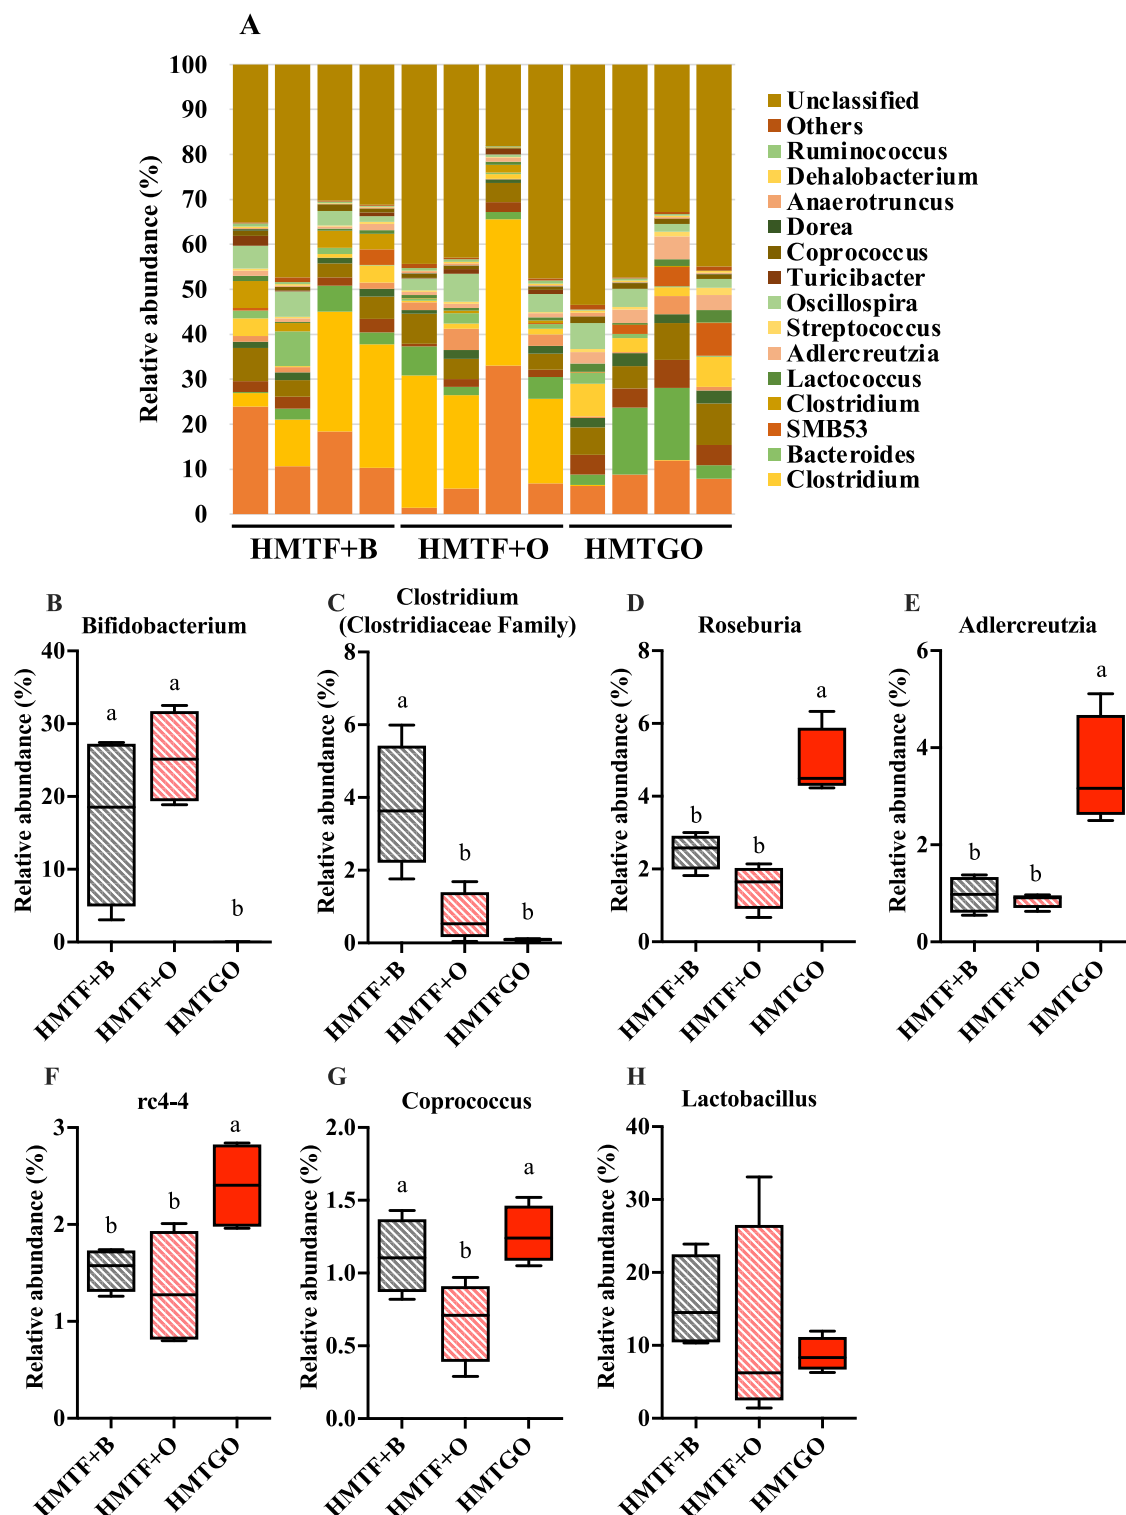 A
Relative abundance (%)
100
90
80
70
60
50
40
30
20
10
0
HMTF+B
HMTF+O
HMTGO
Unclassified
Others
Ruminococcus
Dehalobacterium
Anaerotruncus
Dorea
Coprococcus
Turicibacter
Oscillospira
Streptococcus
Adlercreutzia
Lactococcus
Clostridium
SMB53
Bacteroides
Clostridium
B
Bifidobacterium
Relative abundance (%)
40
30
20
10
0
a
a
b
HMTF+B
HMTF+O
HMTGO
C
Clostridium
(Clostridiaceae Family)
Relative abundance (%)
8
6
4
2
0
a
b
b
HMTF+B
HMTF+O
HMTFGO
D
Roseburia
Relative abundance (%)
8
6
4
2
0
b
b
a
HMTF+B
HMTF+O
HMTGO
E
Adlercreutzia
Relative abundance (%)
6
4
2
0
b
b
a
HMTF+B
HMTF+O
HMTGO
F
rc4-4
Relative abundance (%)
3
2
1
0
b
b
a
HMTF+B
HMTF+O
HMTGO
G
Coprococcus
Relative abundance (%)
2.0
1.5
1.0
0.5
0.0
a
b
a
HMTF+B
HMTF+O
HMTGO
H
Lactobacillus
Relative abundance (%)
40
30
20
10
0
HMTF+B
HMTF+O
HMTGO